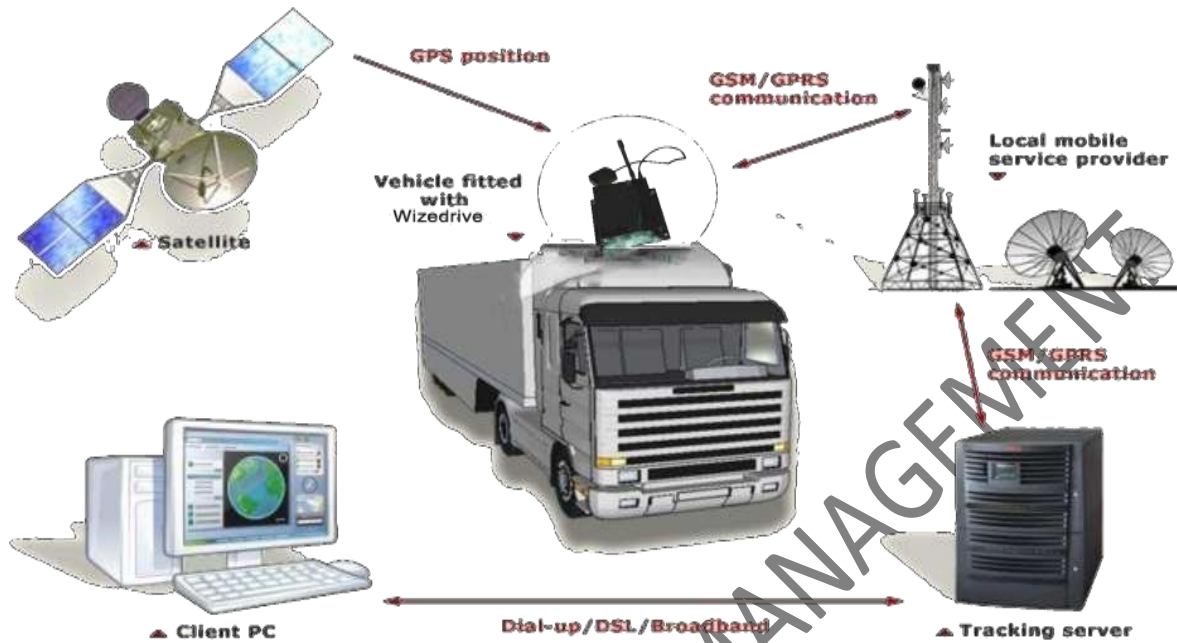 GPS position
GSM/GPRS
communication
Local mobile
service provider
Vehicle fitted
with
Wizedrive
Satellite
GSM/GPRS
communication
MANAGEMENT
Client PC
Dial-up/DSL/Broadband
Tracking server